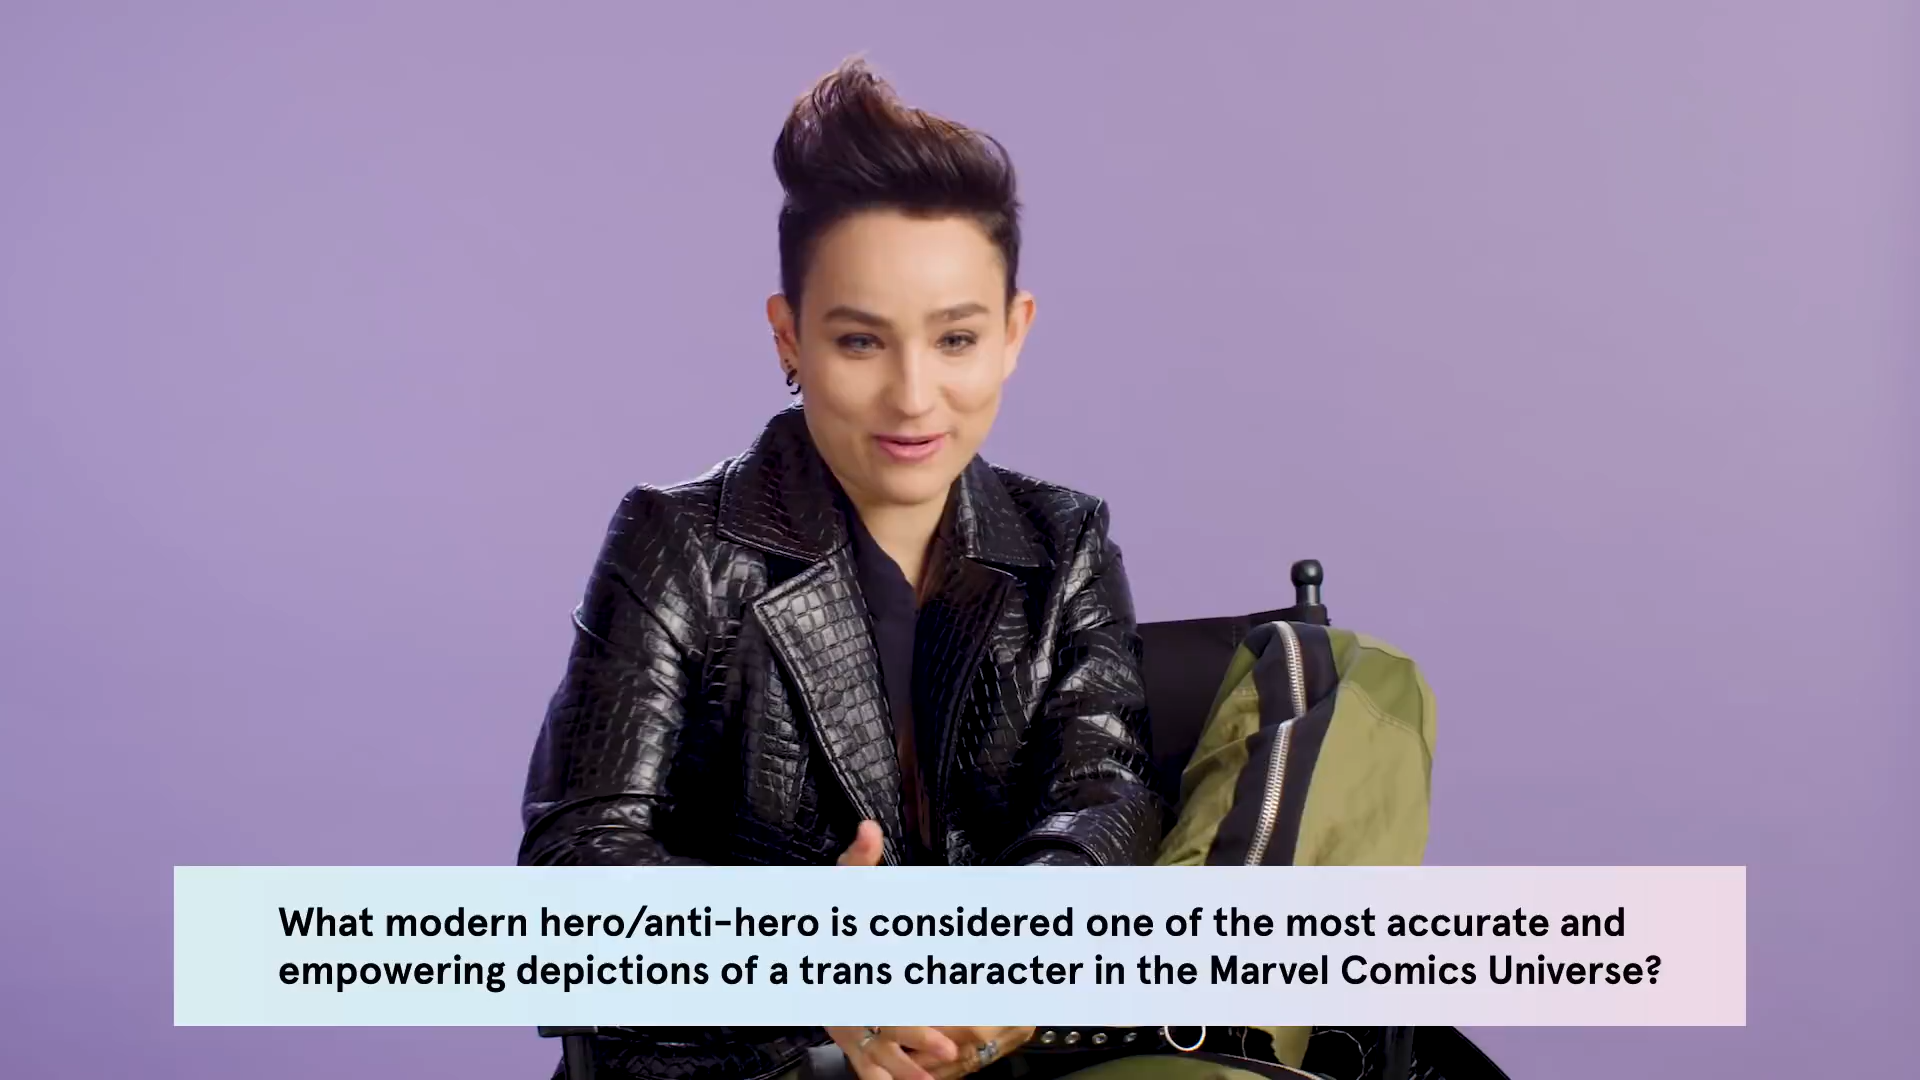 What modern hero/anti-hero is considered one of the most accurate and
empowering depictions of a trans character in the Marvel Comics Universe?